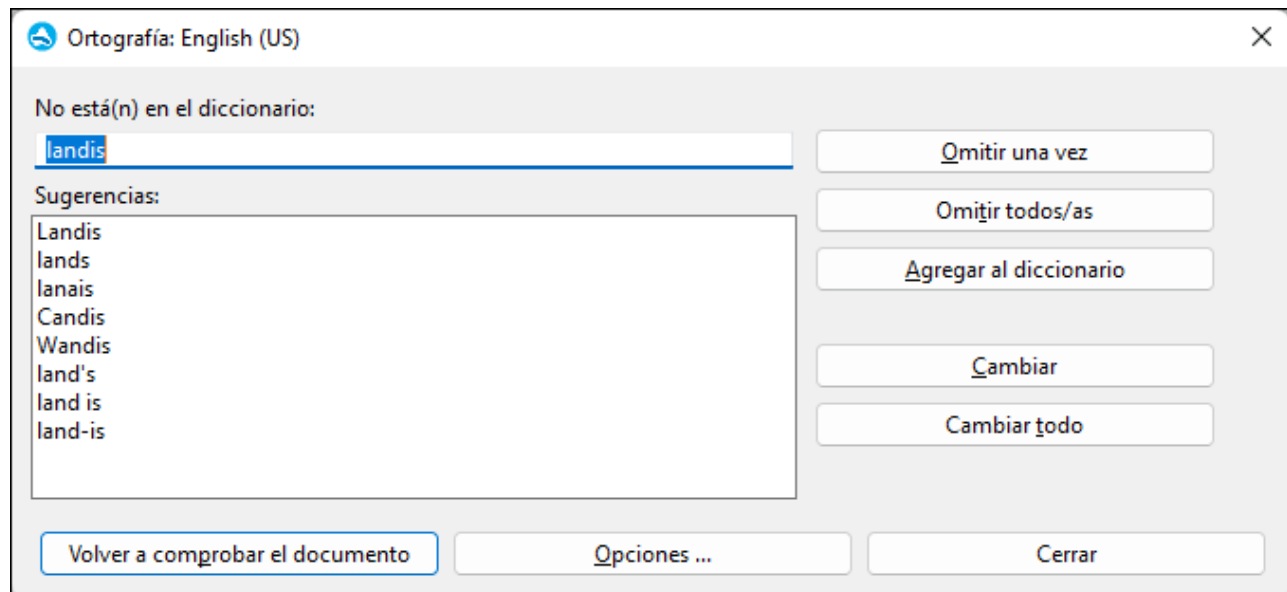 Ortografía: English (US)
No está(n) en el diccionario:
landis
Omitir una vez
Sugerencias:
Omitir todos/as
Landis
lands
lanais
Candis
Wandis
land's
land is
land-is
Agregar al diccionario
Cambiar
Cambiar todo
Volver a comprobar el documento
Opciones ...
Cerrar